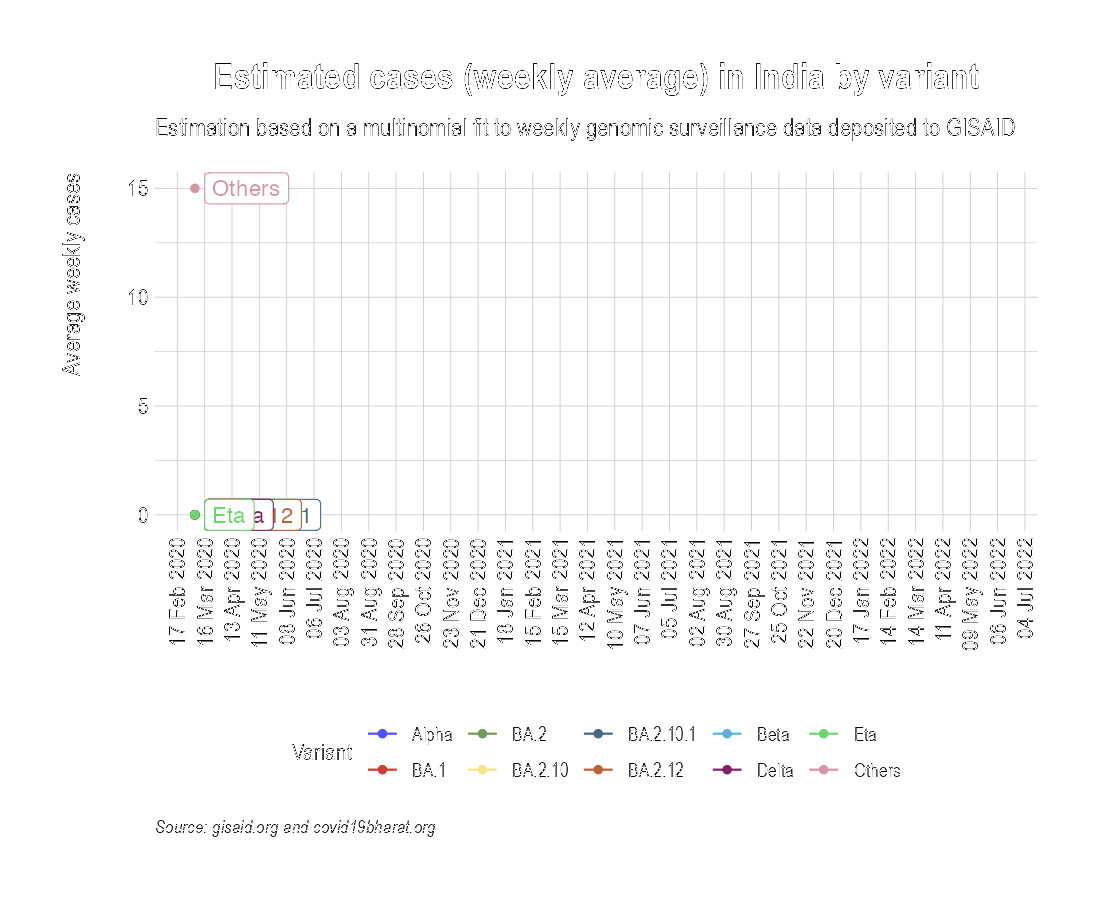 Estimated cases (weekly average) in India by variant
Estimation based on a multinomial fit to weekly genomic surveillance data deposited to GISAID
Average weekly cases
15
10
5
0
Others
Eta
a
12
1
17 Feb 2020
16 Mar 2020
13 Apr 2020
11 May 2020
08 Jun 2020
06 Jul 2020
03 Aug 2020
31 Aug 2020
28 Sep 2020
26 Oct 2020
23 Nov 2020
21 Dec 2020
18 Jan 2021
15 Feb 2021
15 Mar 2021
12 Apr 2021
10 May 2021
07 Jun 2021
05 Jul 2021
02 Aug 2021
30 Aug 2021
27 Sep 2021
25 Oct 2021
22 Nov 2021
20 Dec 2021
17 Jan 2022
14 Feb 2022
14 Mar 2022
11 Apr 2022
09 May 2022
06 Jun 2022
04 Jul 2022
Variant
Alpha BA.2 BA.2.10.1 Beta Eta
BA.1 BA.2.10 BA.2.12 Delta Others
Source: gisaid.org and covid19bharat.org